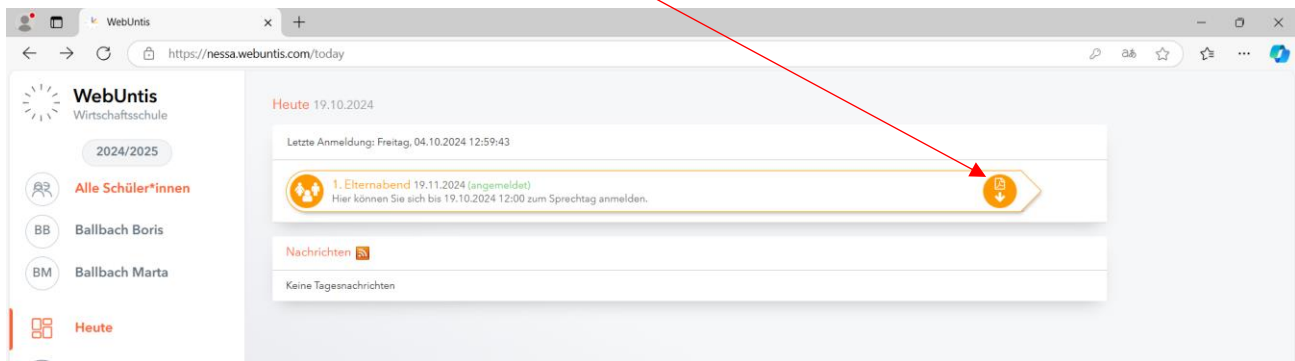 WebUntis
https://nessa.webuntis.com/today
WebUntis
Wirtschaftsschule
2024/2025
Alle Schüler*innen
BB Ballbach Boris
BM Ballbach Marta
Heute
Heute 19.10.2024
Letzte Anmeldung: Freitag, 04.10.2024 12:59:43
1. Elternabend 19.11.2024 (angemeldet)
Hier können Sie sich bis 19.10.2024 12:00 zum Sprechtag anmelden.
Nachrichten
Keine Tagesnachrichten